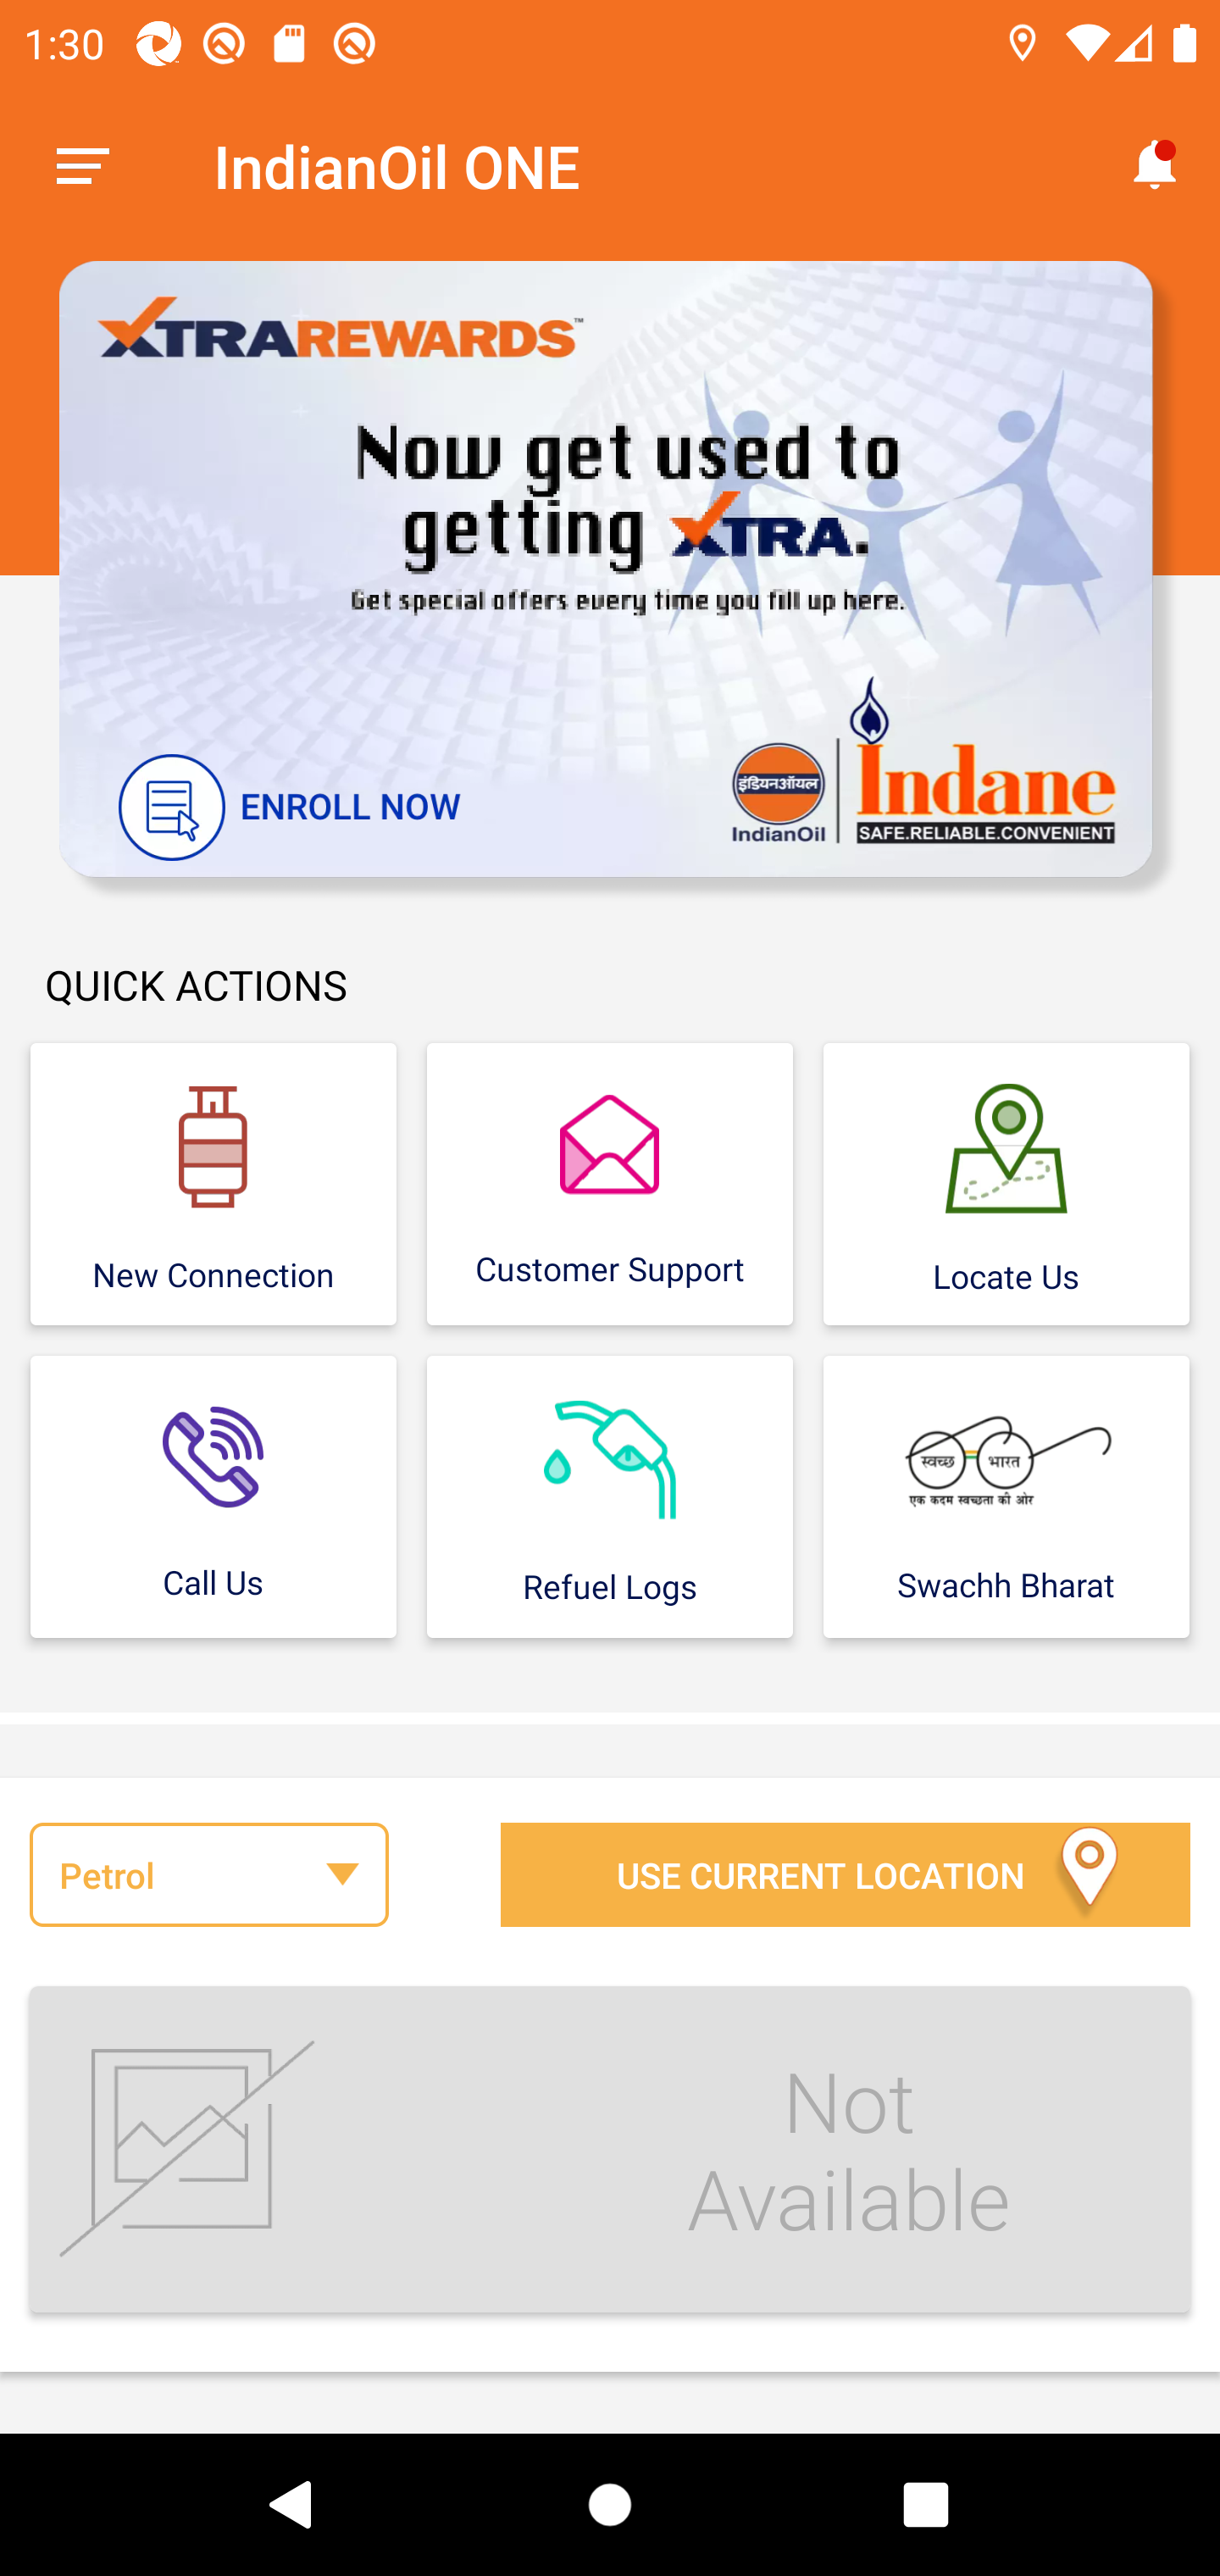 1:30
IndianOil ONE
XTRAREWARDS™
Now get used to
getting XTRA.
Get special offers every time you fill up here.
ENROLL NOW
इंडियनऑयल
IndianOil
Indane
SAFE.RELIABLE.CONVENIENT
QUICK ACTIONS
New Connection
Customer Support
Locate Us
Call Us
Refuel Logs
स्वच्छ भारत
एक कदम स्वच्छता की ओर
Swachh Bharat
Petrol
USE CURRENT LOCATION
Not
Available